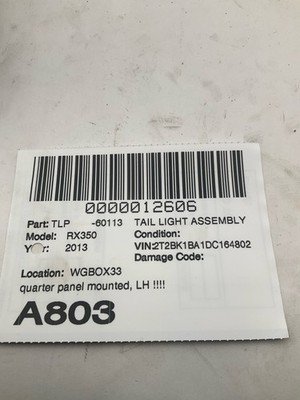 0000012606
Part: TLP -60113 TAIL LIGHT ASSEMBLY
Model: RX350 Condition:
Year: 2013 VIN:2T2BK1BA1DC164802
Damage Code:
Location: WGBOX33
quarter panel mounted, LH !!!!
A803